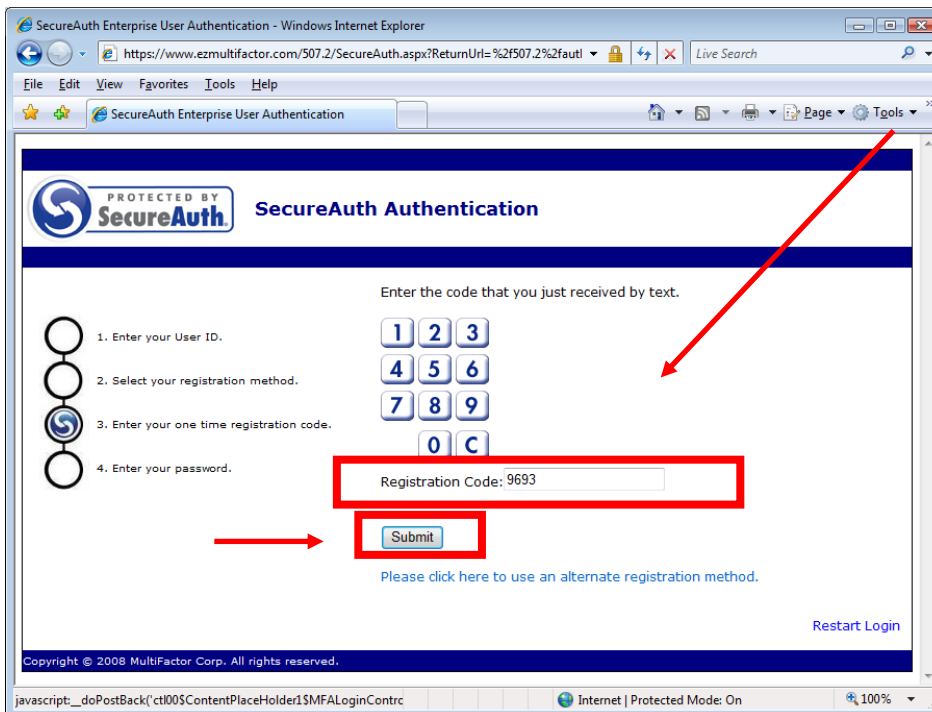 SecureAuth Enterprise User Authentication - Windows Internet Explorer
https://www.ezmultifactor.com/507.2/SecureAuth.aspx?ReturnUrl=%2f507.2%2fautl
Live Search
File Edit View Favorites Tools Help
SecureAuth Enterprise User Authentication
Page Tools
PROTECTED BY
SecureAuth.
SecureAuth Authentication
Enter the code that you just received by text.
1 2 3
4 5 6
7 8 9
0 C
1. Enter your User ID.
2. Select your registration method.
3. Enter your one time registration code.
4. Enter your password.
Registration Code: 9693
Submit
Please click here to use an alternate registration method.
Restart Login
Copyright © 2008 MultiFactor Corp. All rights reserved.
javascript:__doPostBack('ctl00$ContentPlaceHolder1$MFALoginContrc
Internet | Protected Mode: On
100%